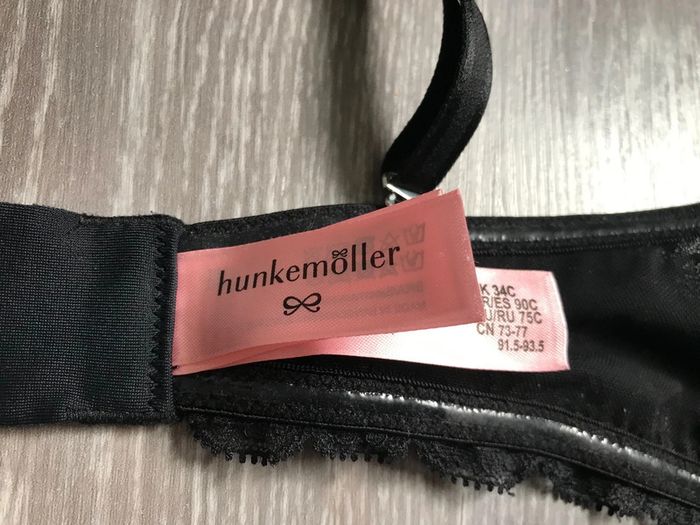 hunkemöller
K 34C
R/ES 90C
U/RU 75C
CN 73-77
91.5-93.5